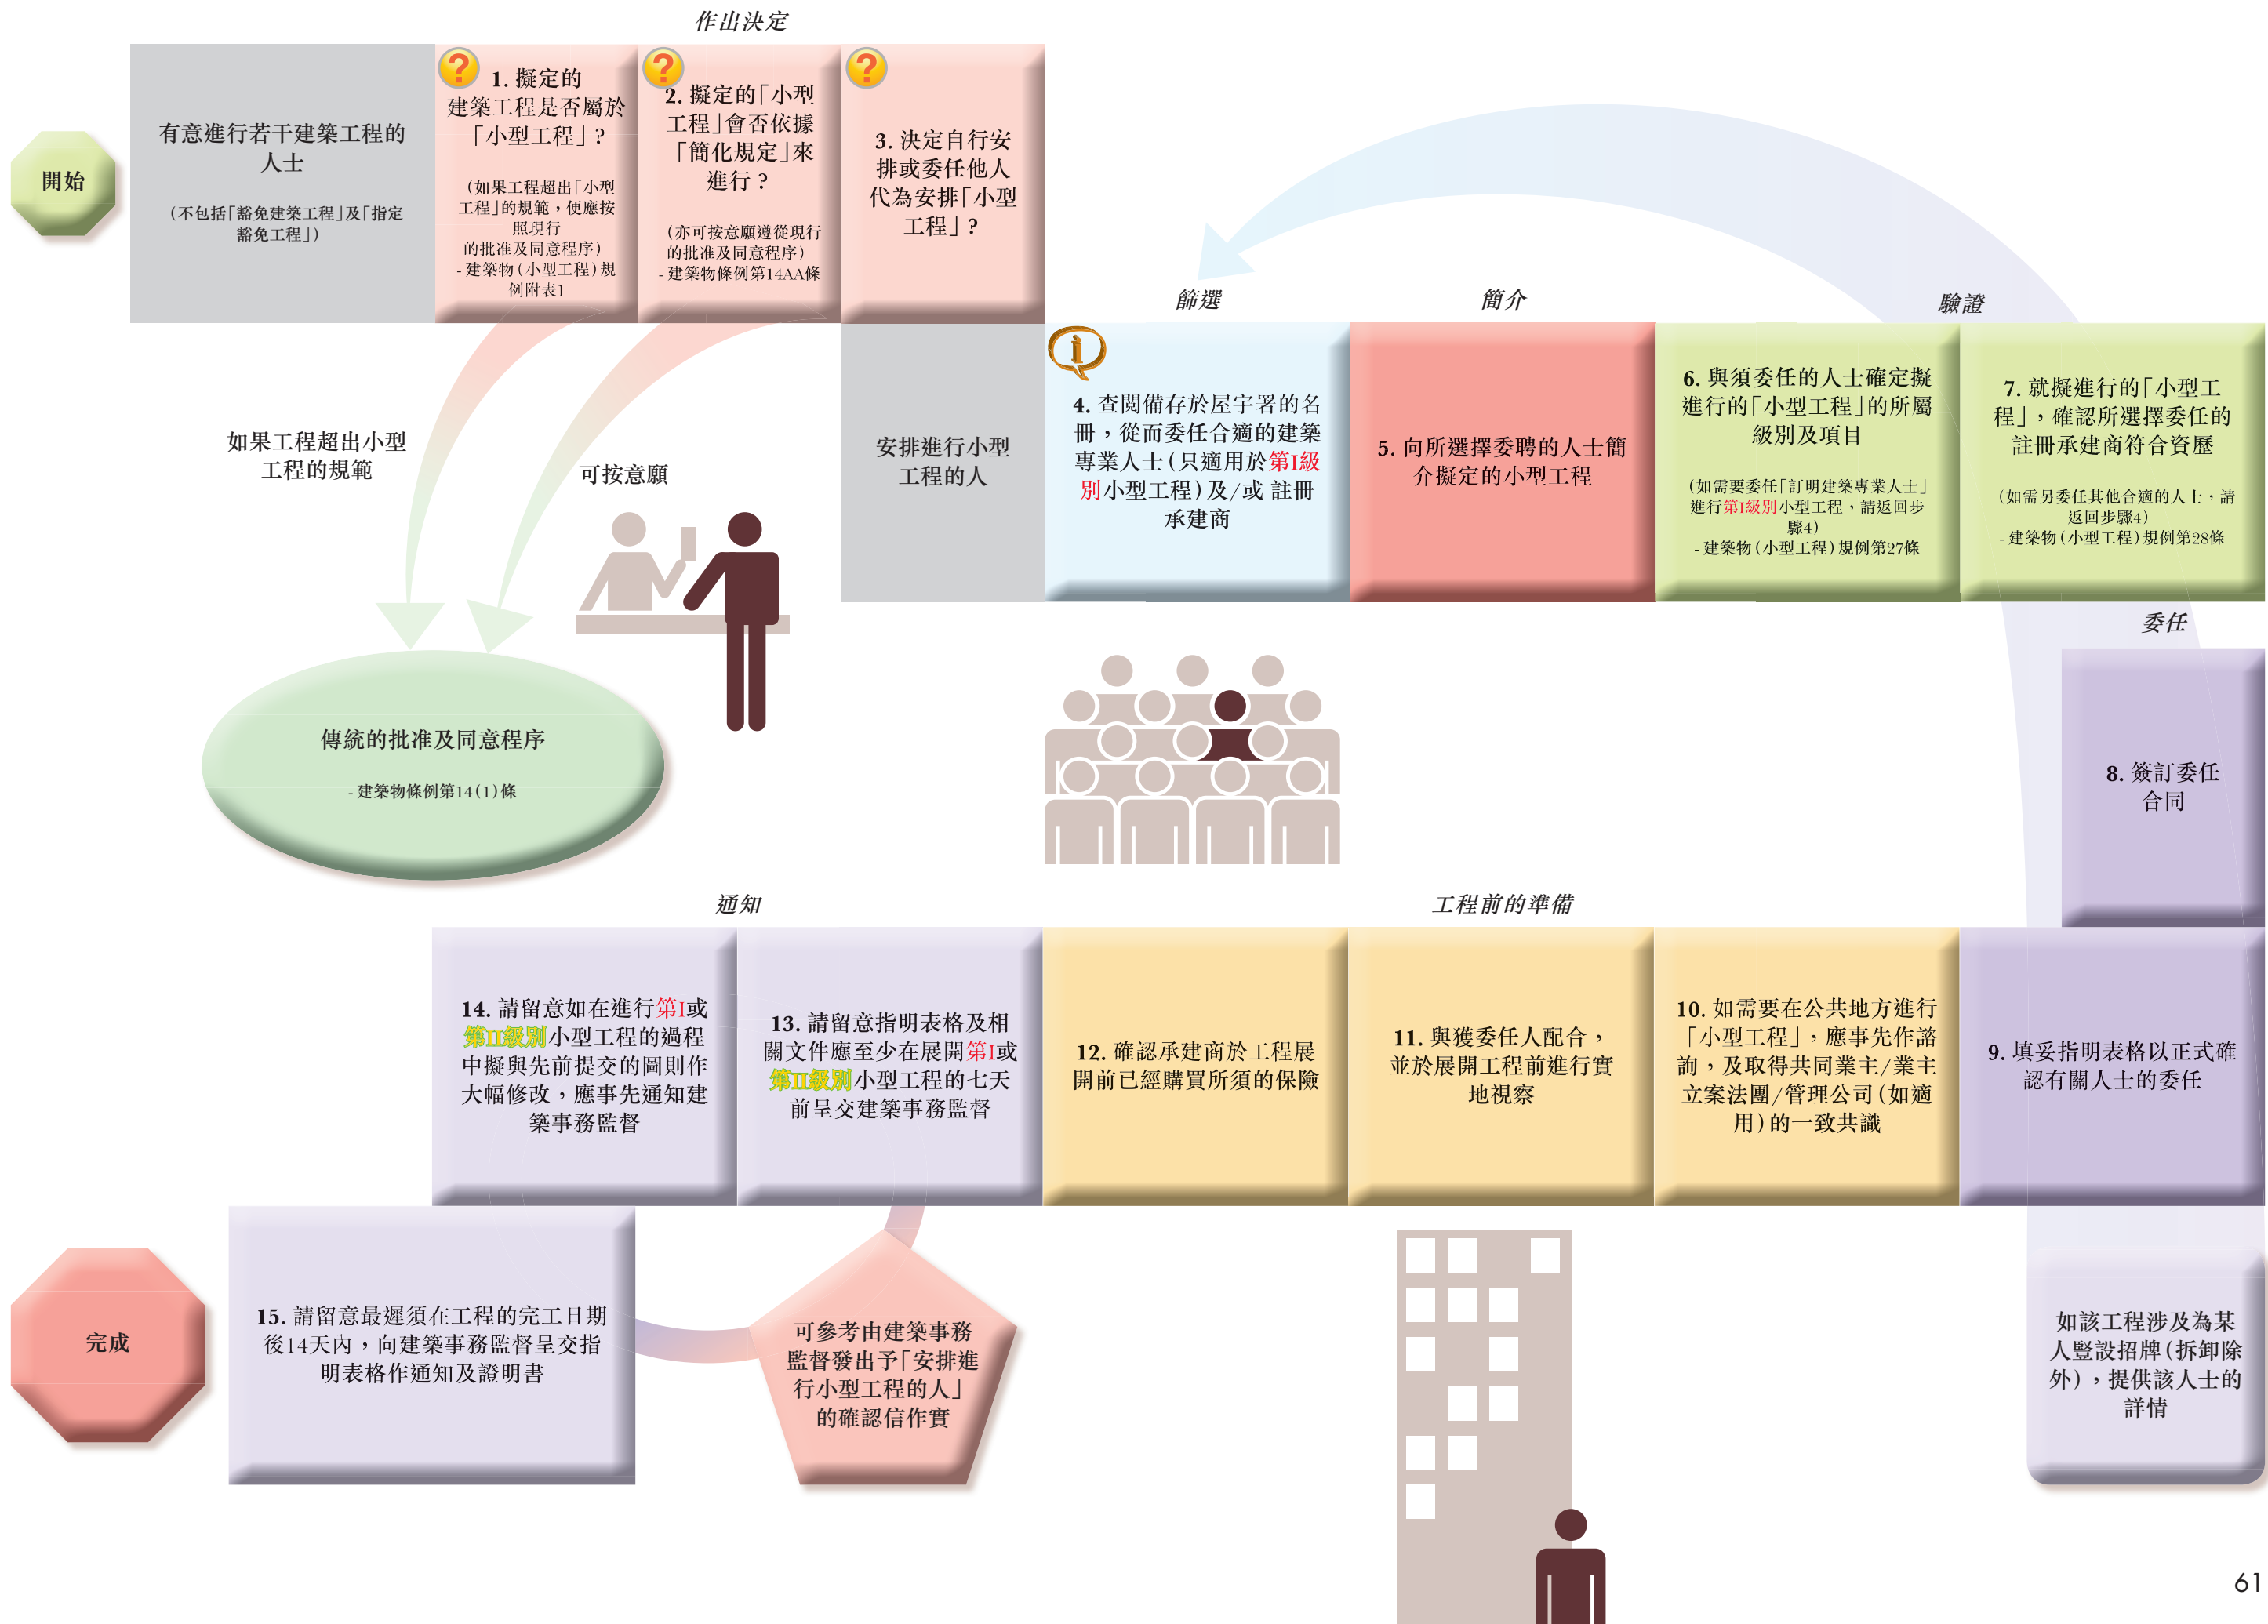 作出決定
開始
有意進行若干建築工程的
人士
(不包括「豁免建築工程」及「指定
豁免工程」)
1. 擬定的
建築工程是否屬於
「小型工程」?
(如果工程超出「小型
工程」的規範，便應按
照現行
的批准及同意程序)
- 建築物(小型工程)規
例附表1
2. 擬定的「小型
工程」會否依據
「簡化規定」來
進行?
(亦可按意願遵從現行
的批准及同意程序)
- 建築物條例第14AA條
3. 決定自行安
排或委任他人
代為安排「小型
工程」?
如果工程超出小型
工程的規範
可按意願
傳統的批准及同意程序
- 建築物條例第14(1)條
安排進行小型
工程的人
篩選
4. 查閱備存於屋宇署的名
冊，從而委任合適的建築
專業人士(只適用於第I級
別小型工程)及/或 註冊
承建商
簡介
5. 向所選擇委聘的人士簡
介擬定的小型工程
驗證
6. 與須委任的人士確定擬
進行的「小型工程」的所屬
級別及項目
(如需要委任「訂明建築專業人士」
進行第I級別小型工程，請返回步
驟4)
- 建築物(小型工程)規例第27條
7. 就擬進行的「小型工
程」，確認所選擇委任的
註冊承建商符合資歷
(如需另委任其他合適的人士，請
返回步驟4)
- 建築物(小型工程)規例第28條
委任
8. 簽訂委任
合同
9. 填妥指明表格以正式確
認有關人士的委任
如該工程涉及為某
人豎設招牌(拆卸除
外)，提供該人士的
詳情
工程前的準備
10. 如需要在公共地方進行
「小型工程」，應事先作諮
詢，及取得共同業主/業主
立案法團/管理公司(如適
用)的一致共識
11. 與獲委任人配合，
並於展開工程前進行實
地視察
12. 確認承建商於工程展
開前已經購買所須的保險
通知
13. 請留意指明表格及相
關文件應至少在展開第I或
第II級別小型工程的七天
前呈交建築事務監督
14. 請留意如在進行第I或
第II級別小型工程的過程
中擬與先前提交的圖則作
大幅修改，應事先通知建
築事務監督
可參考由建築事務
監督發出予「安排進
行小型工程的人」
的確認信作實
15. 請留意最遲須在工程的完工日期
後14天內，向建築事務監督呈交指
明表格作通知及證明書
完成
61